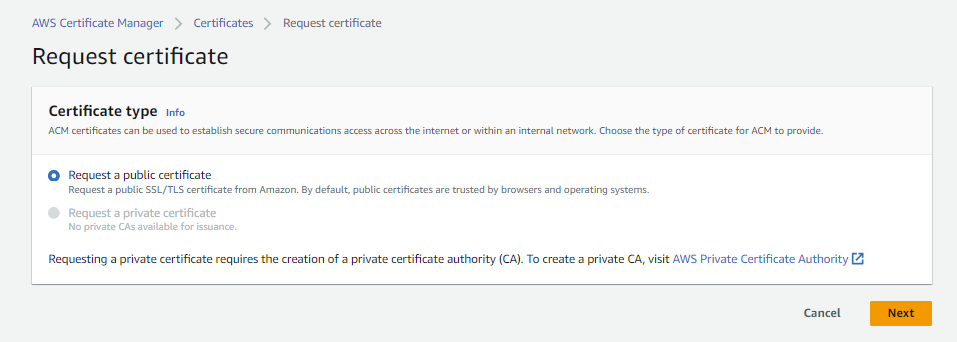 AWS Certificate Manager > Certificates > Request certificate
Request certificate
Certificate type Info
ACM certificates can be used to establish secure communications access across the internet or within an internal network. Choose the type of certificate for ACM to provide.
Request a public certificate
Request a public SSL/TLS certificate from Amazon. By default, public certificates are trusted by browsers and operating systems.
Request a private certificate
No private CAs available for issuance.
Requesting a private certificate requires the creation of a private certificate authority (CA). To create a private CA, visit AWS Private Certificate Authority
Cancel Next